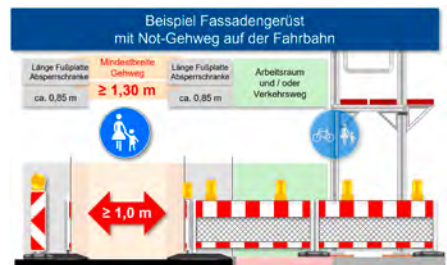 Beispiel Fassadengerüst
mit Not-Gehweg auf der Fahrbahn
Länge Fußplatte
Absperrschranke
Mindestbreite
Gehweg
Länge Fußplatte
Absperrschranke
Arbeitsraum
und / oder
Verkehrsweg
ca. 0,85 m
≥ 1,30 m
ca. 0,85 m
≥ 1,0 m